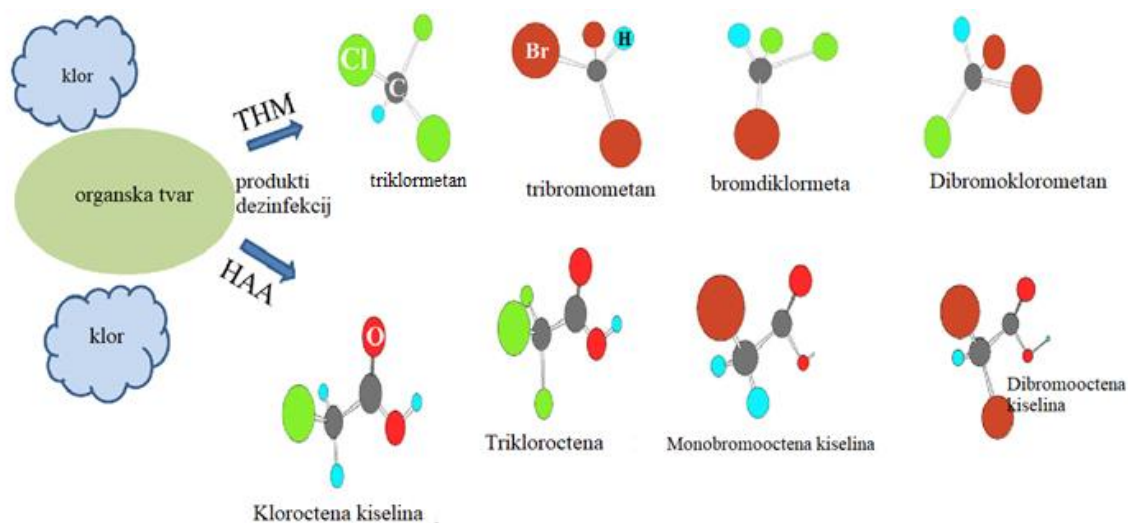 klor
organska tvar
klor
THM
produkti
dezinfekcij
HAA
Cl
C
triklormetan
Br
H
tribromometan
bromdiklormeta
Dibromoklorometan
O
Kloroctena kiselina
Trikloroctena
Monobromooctena kiselina
Dibromooctena
kiselina